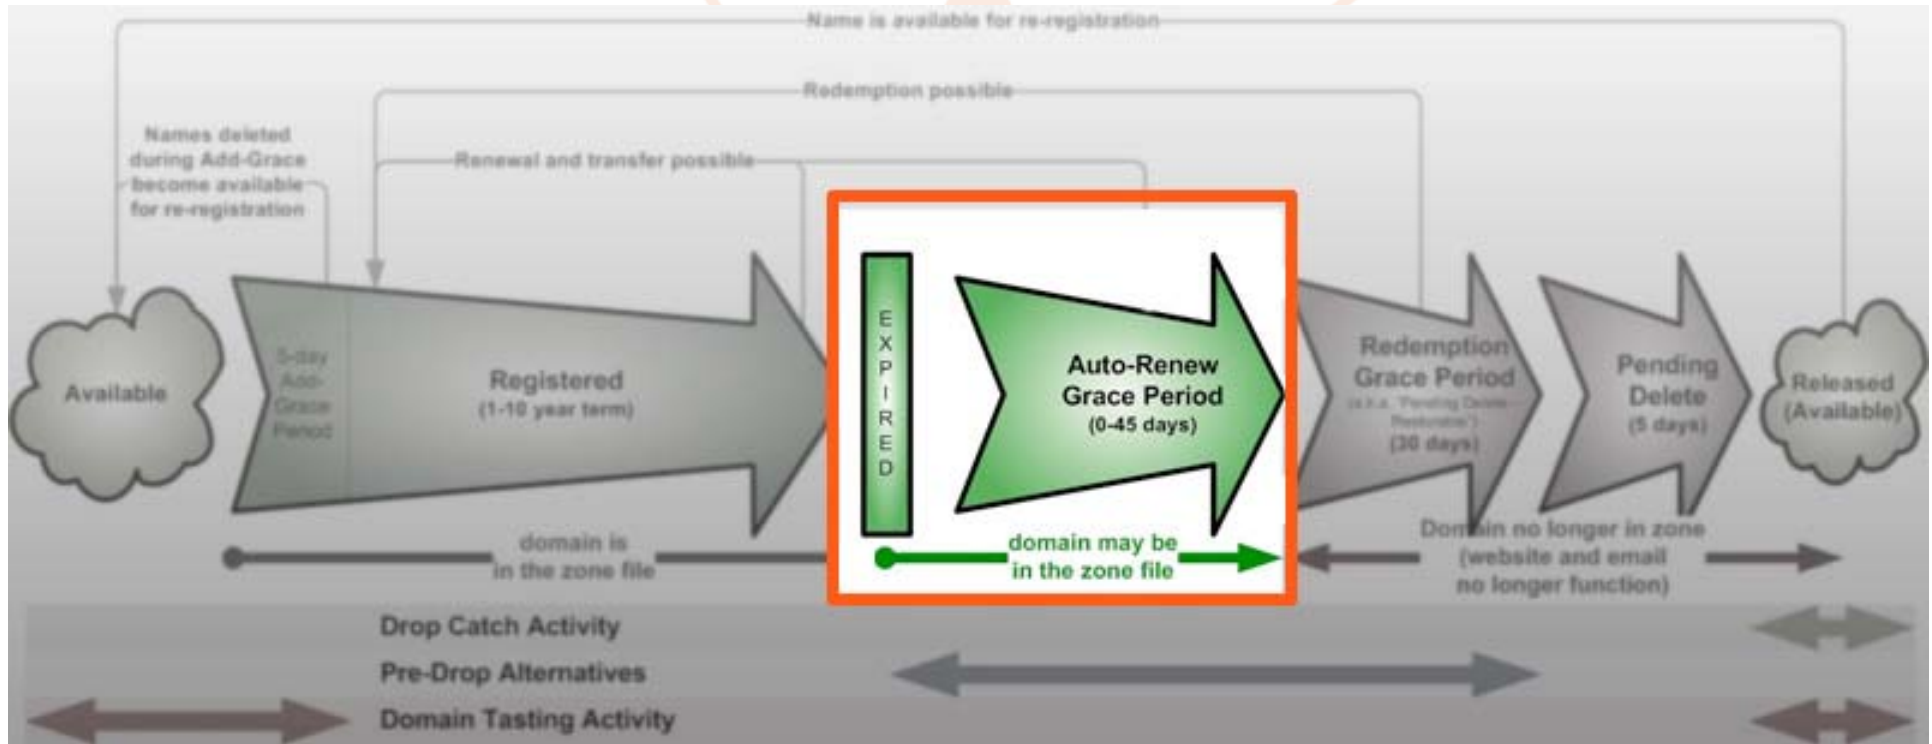 Name is available for re-registration
Redemption possible
Names deleted
during Add-Grace
become available
for re-registration
Renewal and transfer possible
Available
5-day
Add-
Grace
Period
Registered
(1-10 year term)
EXPIRED
Auto-Renew
Grace Period
(0-45 days)
Redemption
Grace Period
(a.k.a. "Pending Delete -
Restorable")
(30 days)
Pending
Delete
(5 days)
Released
(Available)
domain is
in the zone file
domain may be
in the zone file
Domain no longer in zone
(website and email
no longer function)
Drop Catch Activity
Pre-Drop Alternatives
Domain Tasting Activity